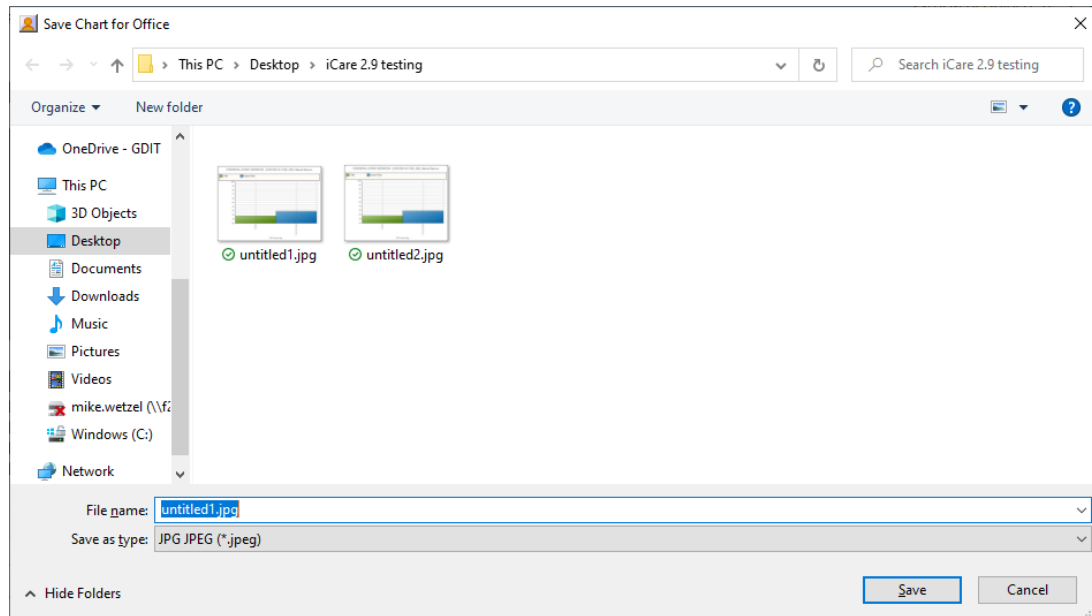 Save Chart for Office
This PC > Desktop > iCare 2.9 testing
Search iCare 2.9 testing
Organize
New folder
OneDrive - GDIT
This PC
3D Objects
Desktop
Documents
Downloads
Music
Pictures
Videos
mike.wetzel (\\f2
Windows (C:)
Network
untitled1.jpg
untitled2.jpg
File name: untitled1.jpg
Save as type: JPG JPEG (*.jpeg)
Hide Folders
Save
Cancel